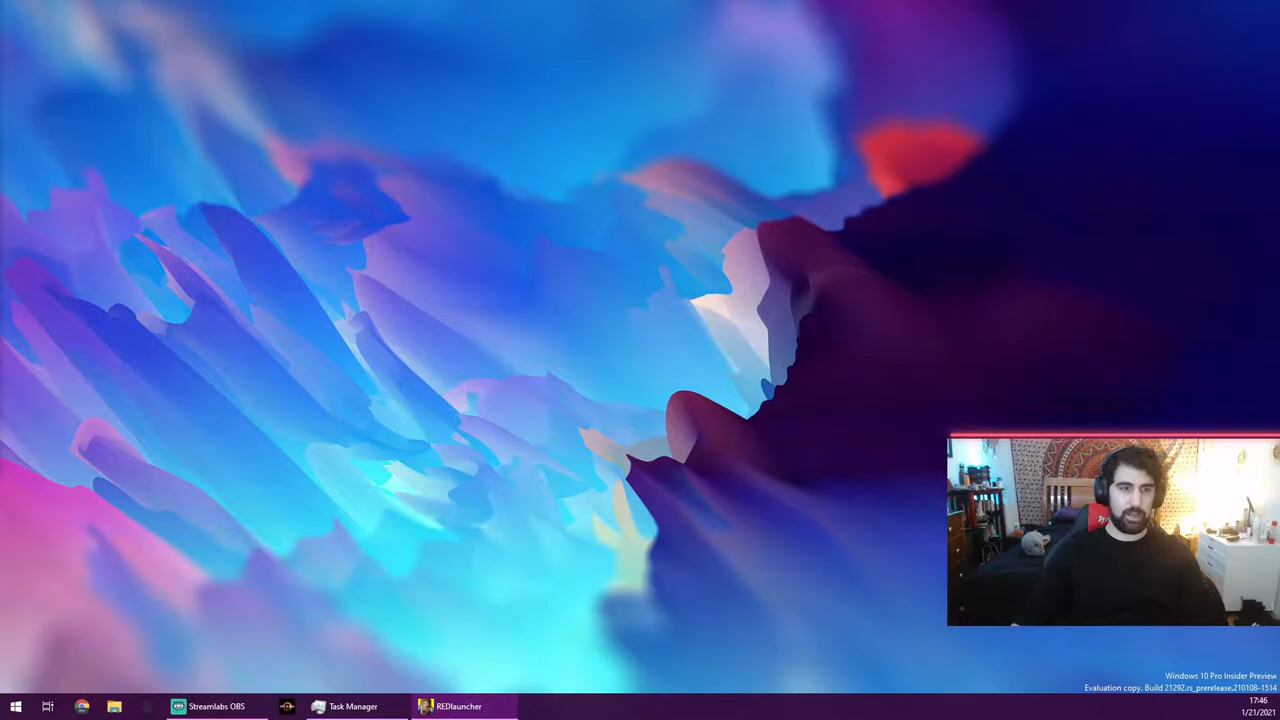 Windows 10 Pro Insider Preview
Evaluation copy. Build 21292.rs_prerelease.210108-1514
Streamlabs OBS
Task Manager
REDlauncher
17:46
1/21/2021